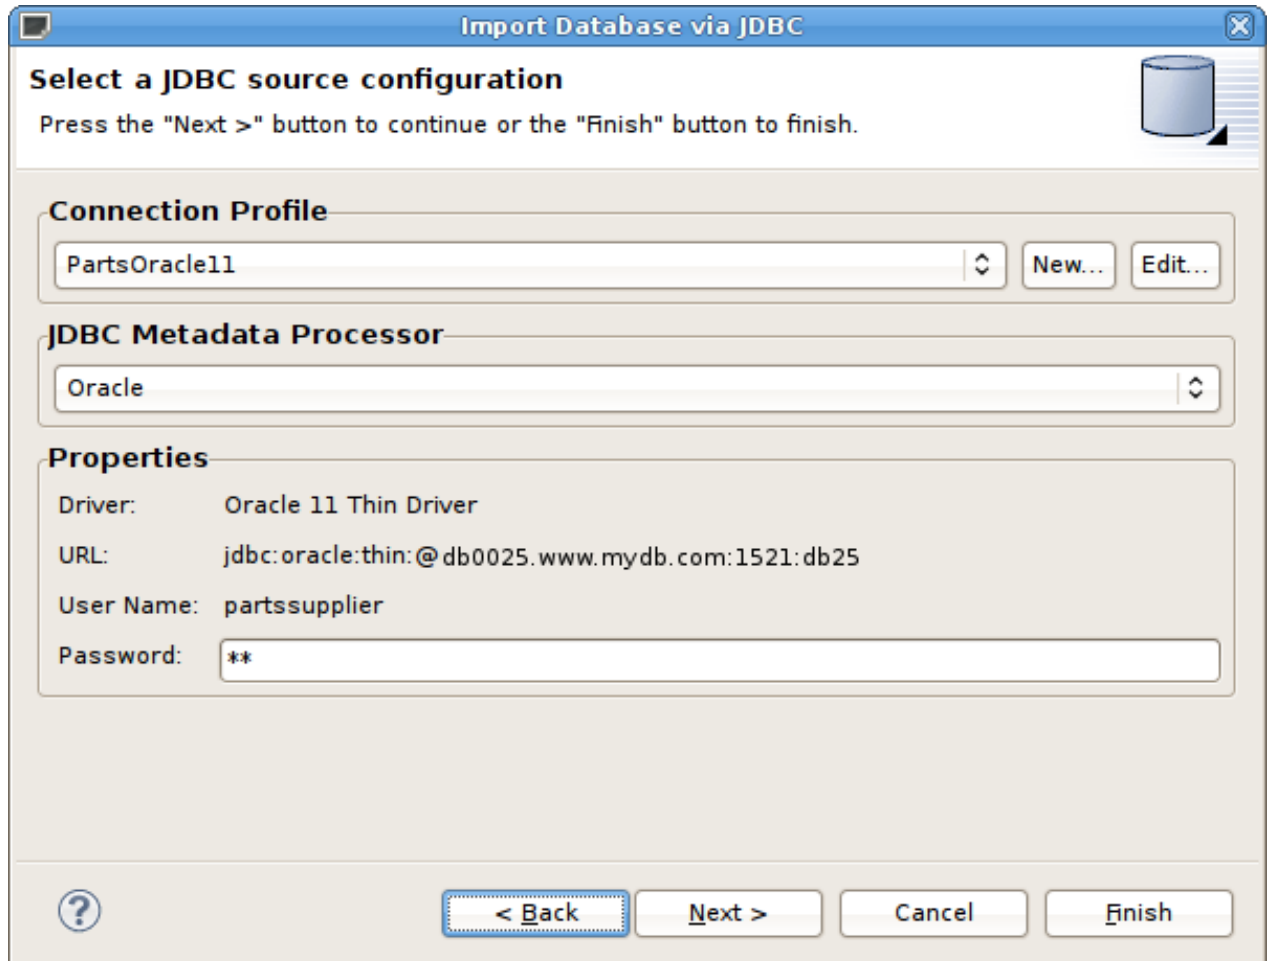 Import Database via JDBC
Select a JDBC source configuration
Press the "Next >" button to continue or the "Finish" button to finish.
Connection Profile
PartsOracle11 New... Edit...
JDBC Metadata Processor
Oracle
Properties
Driver: Oracle 11 Thin Driver
URL: jdbc:oracle:thin:@db0025.www.mydb.com:1521:db25
User Name: partssupplier
Password: **
? < Back Next > Cancel Finish